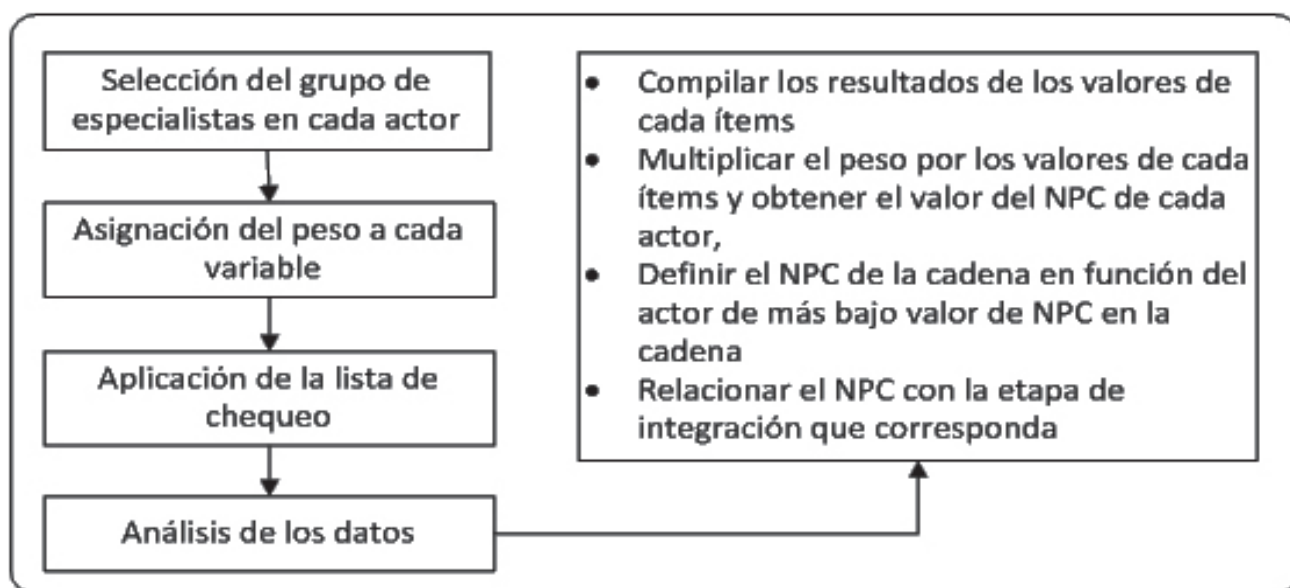 Selección del grupo de
especialistas en cada actor
Asignación del peso a cada
variable
Aplicación de la lista de
chequeo
Análisis de los datos
• Compilar los resultados de los valores de
cada ítems
• Multiplicar el peso por los valores de cada
ítems y obtener el valor del NPC de cada
actor,
• Definir el NPC de la cadena en función del
actor de más bajo valor de NPC en la
cadena
• Relacionar el NPC con la etapa de
integración que corresponda